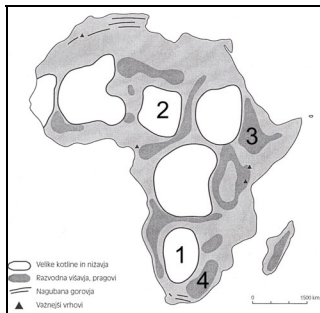 2
3
1
4
Velike kotline in nižavja
Razvodna višavja, pragovi
Nagubana gorovja
Važnejši vrhovi
0 1500 km